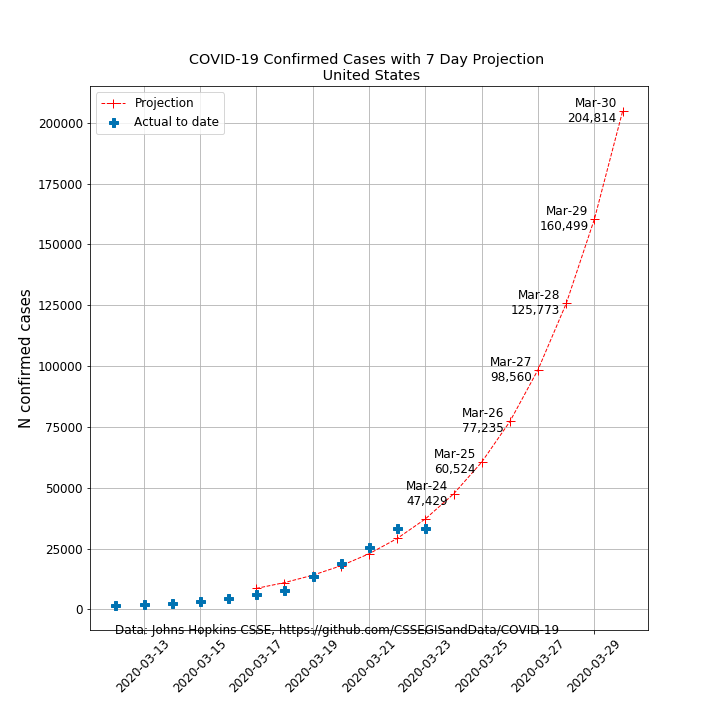 COVID-19 Confirmed Cases with 7 Day Projection
United States
Projection
Actual to date
N confirmed cases
200000
175000
150000
125000
100000
75000
50000
25000
0
Mar-30
204,814
Mar-29
160,499
Mar-28
125,773
Mar-27
98,560
Mar-26
77,235
Mar-25
60,524
Mar-24
47,429
Data: Johns Hopkins CSSE, https://github.com/CSSEGISandData/COVID-19
2020-03-13
2020-03-15
2020-03-17
2020-03-19
2020-03-21
2020-03-23
2020-03-25
2020-03-27
2020-03-29